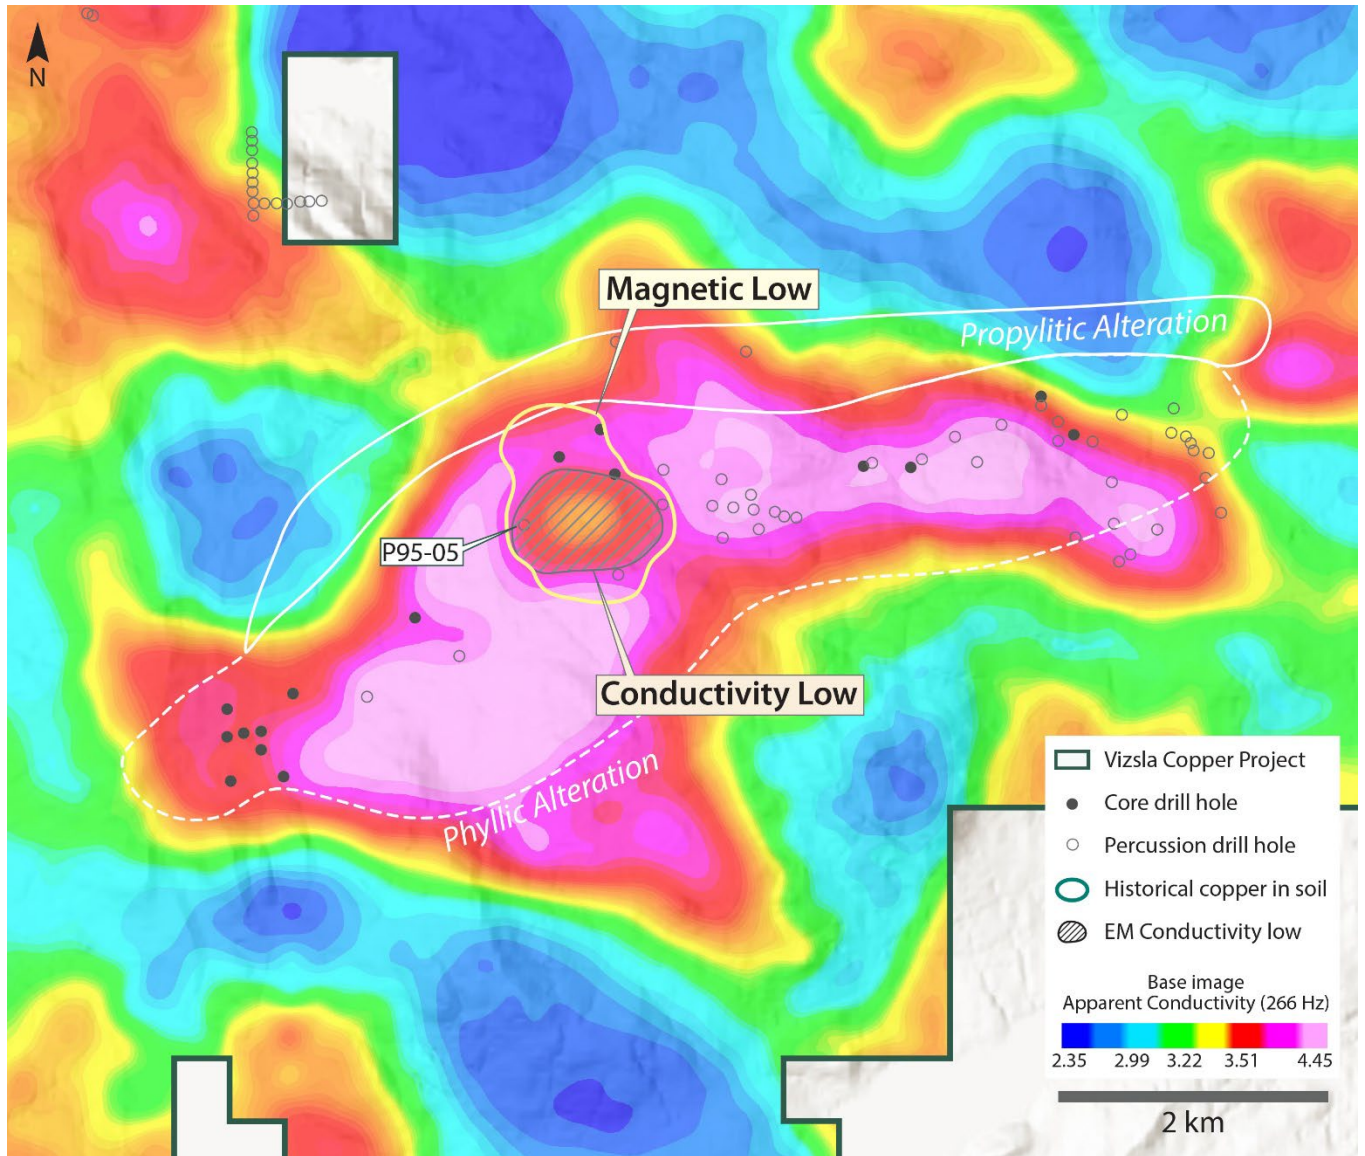 N
Magnetic Low
Propylitic Alteration
P95-05
Conductivity Low
Phyllic Alteration
Vizsla Copper Project
Core drill hole
Percussion drill hole
Historical copper in soil
EM Conductivity low
Base image
Apparent Conductivity (266 Hz)
2.35 2.99 3.22 3.51 4.45
2 km